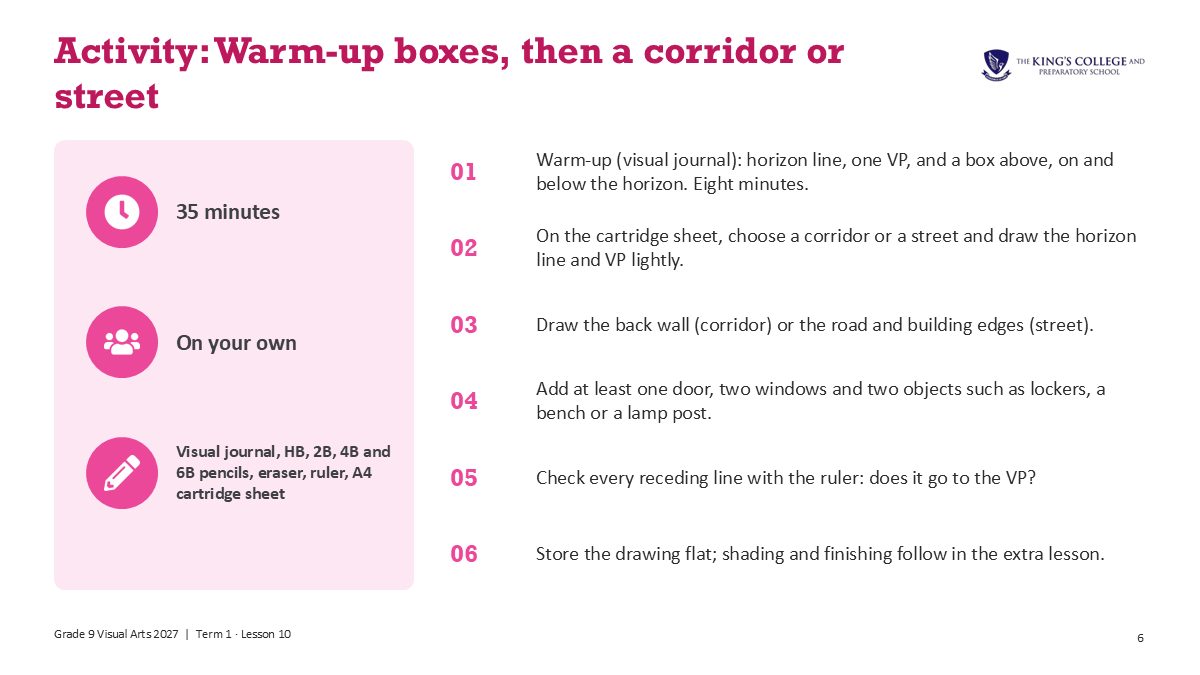 Activity: Warm-up boxes, then a corridor or
street
THE KING'S COLLEGE AND
PREPARATORY SCHOOL
35 minutes
On your own
Visual journal, HB, 2B, 4B and
6B pencils, eraser, ruler, A4
cartridge sheet
01
Warm-up (visual journal): horizon line, one VP, and a box above, on and
below the horizon. Eight minutes.
02
On the cartridge sheet, choose a corridor or a street and draw the horizon
line and VP lightly.
03
Draw the back wall (corridor) or the road and building edges (street).
04
Add at least one door, two windows and two objects such as lockers, a
bench or a lamp post.
05
Check every receding line with the ruler: does it go to the VP?
06
Store the drawing flat; shading and finishing follow in the extra lesson.
Grade 9 Visual Arts 2027 | Term 1 · Lesson 10
6